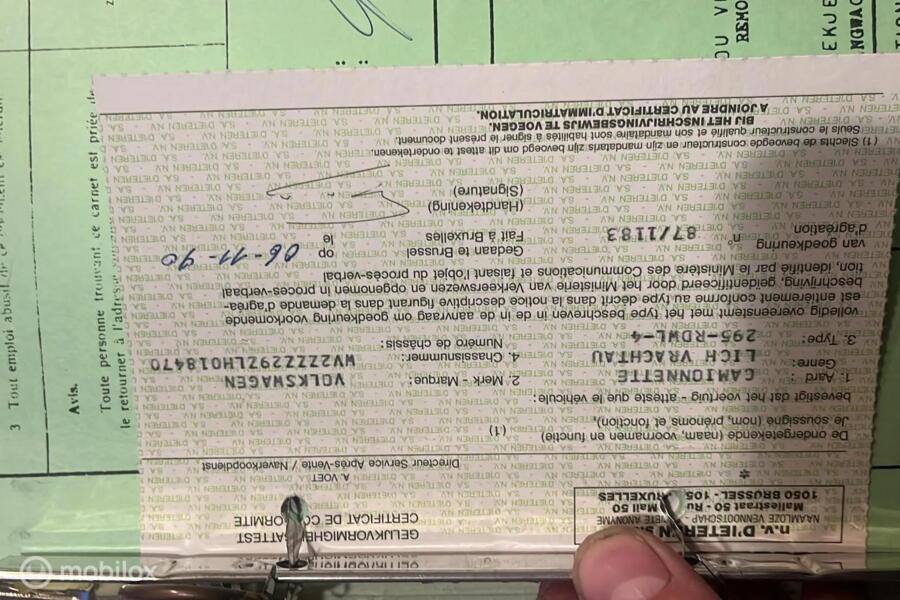 n.v. D'IETEREN s.a.
NAAMLOZE VENNOOTSCHAP - SOCIETE ANONYME
Maliestraat 50 - Rue du Mail 50
1050 BRUSSEL - 1050 BRUXELLES
*
GELIJKVORMIGHEIDSATTEST
CERTIFICAT DE CONFORMITE
A. VOET
Directeur Service Après-Vente / Naverkoopdienst
De ondergetekende (naam, voornamen en functie)
Je soussigné (nom, prénoms et fonction), (1)
bevestigt dat het voertuig - atteste que le véhicule:
1. Aard : CAMIONNETTE
Genre: LICH VRACHTAU
2. Merk - Marque: VOLKSWAGEN
3. Type: 295-RDWL-4
4. Chassisnummer: WV2ZZZ29ZLH018470
Numéro de châssis:
volledig overeenstemt met het type beschreven in de in de aanvraag om goedkeuring voorkomende
est entièrement conforme au type décrit dans la notice descriptive figurant dans la demande d'agréa-
beschrijving, geïdentificeerd door het Ministerie van Verkeerswezen en opgenomen in proces-verbaal
tion, identifié par le Ministère des Communications et faisant l'objet du procès-verbal
van goedkeuring
d'agréation n° 87/1183
Gedaan te Brussel op
Fait à Bruxelles le 06-11-90
(Handtekening)
(Signature)
(1) Slechts de bevoegde constructeur en zijn mandataris zijn bevoegd om dit attest te ondertekenen.
Seuls le constructeur qualifié et son mandataire sont habilités à signer le présent document.
BIJ HET INSCHRIJVINGSBEWIJS TE VOEGEN.
A JOINDRE AU CERTIFICAT D'IMMATRICULATION.
3 Tout emploi abusif de
Avis.
Toute personne trouvant ce carnet est priée de
le retourner à l'adresse
OU V
REMO
EKJE
NGWAG
mobilox